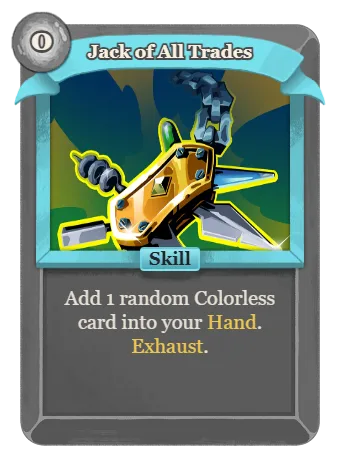 0
Jack of All Trades
Skill
Add 1 random Colorless
card into your Hand.
Exhaust.